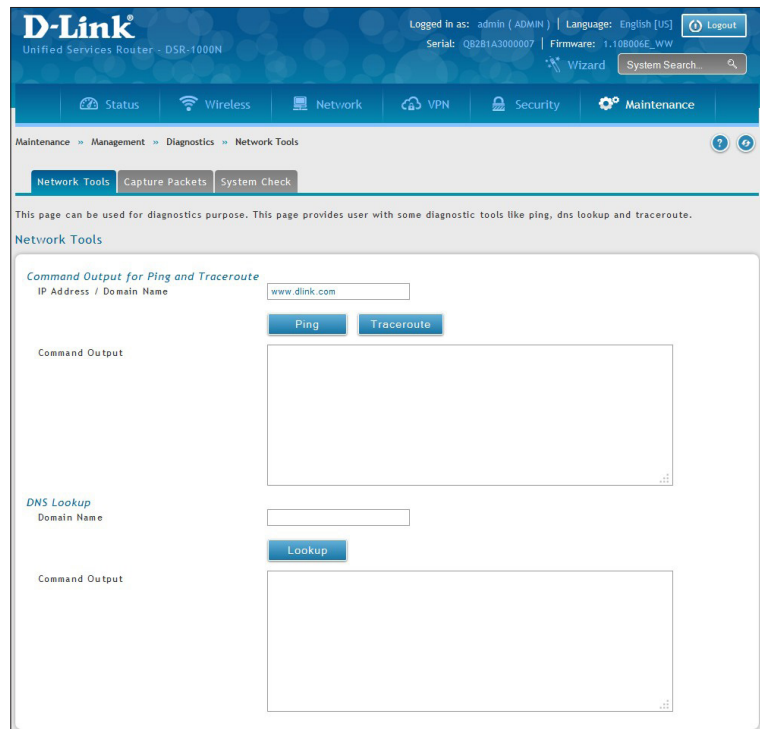 D-Link®
Unified Services Router - DSR-1000N
Logged in as: admin ( ADMIN ) | Language: English [US]
Logout
Serial: QB2B1A3000007 | Firmware: 1.10B006E_WW
Wizard
System Search...
Status
Wireless
Network
VPN
Security
Maintenance
Maintenance » Management » Diagnostics » Network Tools
?
Network Tools
Capture Packets
System Check
This page can be used for diagnostics purpose. This page provides user with some diagnostic tools like ping, dns lookup and traceroute.
Network Tools
Command Output for Ping and Traceroute
IP Address / Domain Name
www.dlink.com
Ping
Traceroute
Command Output
DNS Lookup
Domain Name
Lookup
Command Output